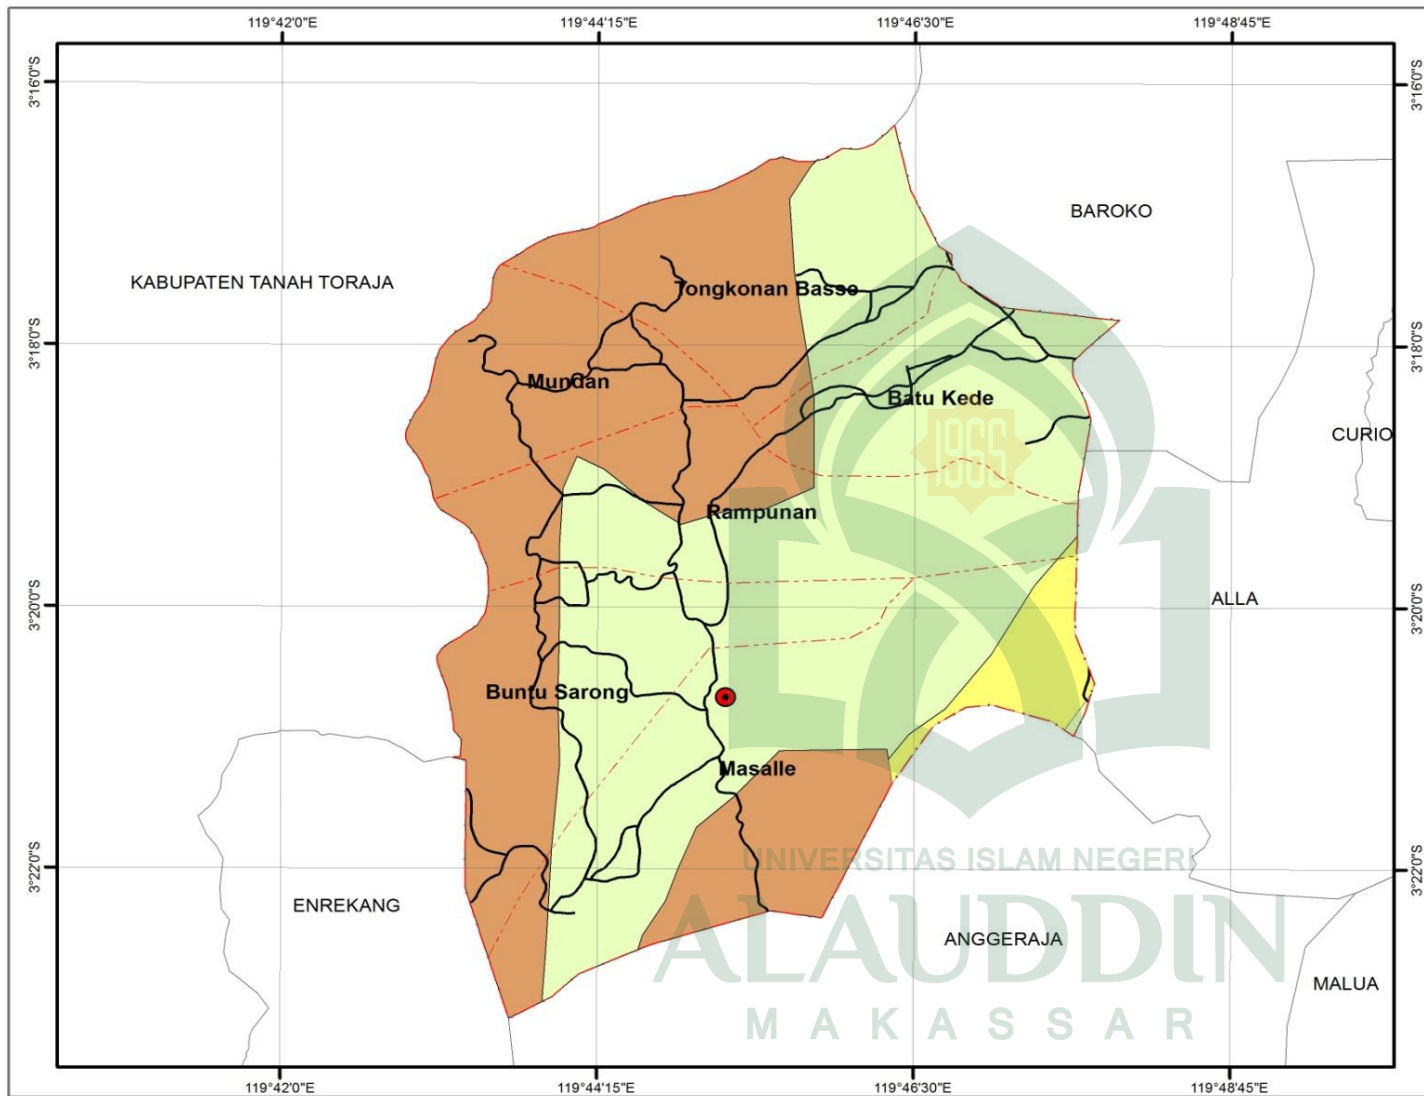 119°42'0"E
119°44'15"E
119°46'30"E
119°48'45"E
3°16'0"S
3°16'0"S
BAROKO
KABUPATEN TANAH TORAJA
Tongkonan Basse
3°18'0"S
3°18'0"S
Mundan
Batu Kede
CURIO
1965
Rampunan
3°20'0"S
3°20'0"S
ALLA
Buntu Sarong
Masalle
UNIVERSITAS ISLAM NEGERI
3°22'0"S
3°22'0"S
ENREKANG
ALAUDDIN
ANGGERAJA
MALUA
MAKASSAR
119°42'0"E
119°44'15"E
119°46'30"E
119°48'45"E